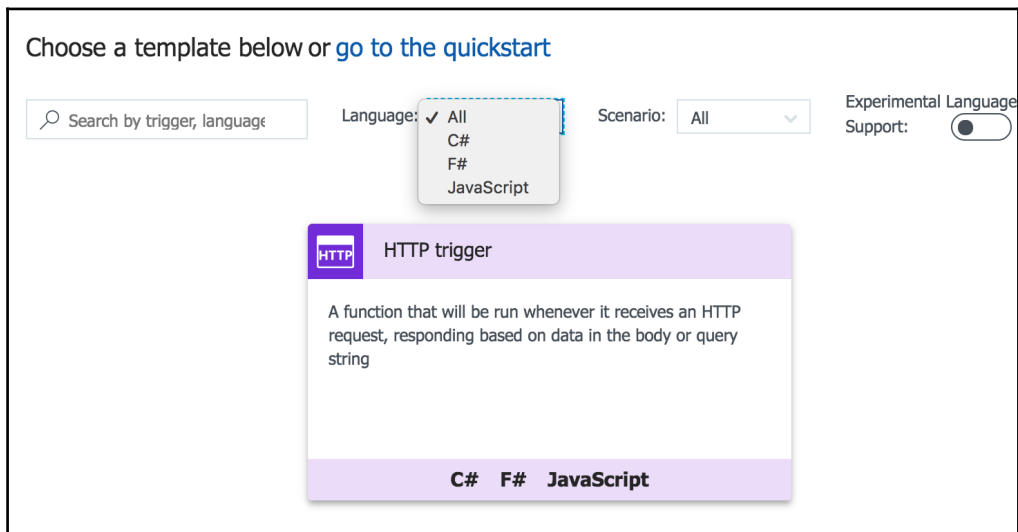 Choose a template below or go to the quickstart
Search by trigger, language
Language:
✓ All
C#
F#
JavaScript
Scenario:
All
Experimental Language
Support:
HTTP
HTTP trigger
A function that will be run whenever it receives an HTTP
request, responding based on data in the body or query
string
C# F# JavaScript